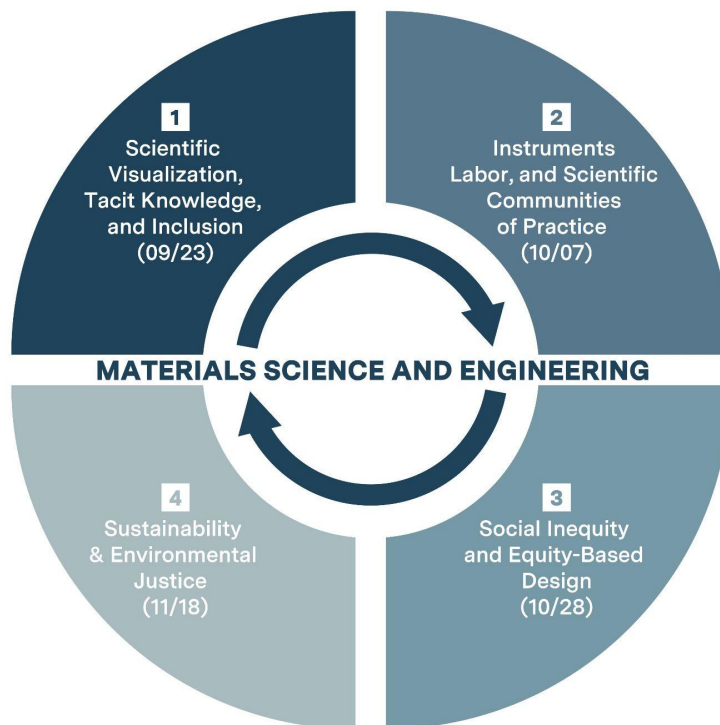 1
Scientific
Visualization,
Tacit Knowledge,
and Inclusion
(09/23)
2
Instruments
Labor, and Scientific
Communities
of Practice
(10/07)
MATERIALS SCIENCE AND ENGINEERING
4
Sustainability
& Environmental
Justice
(11/18)
3
Social Inequity
and Equity-Based
Design
(10/28)